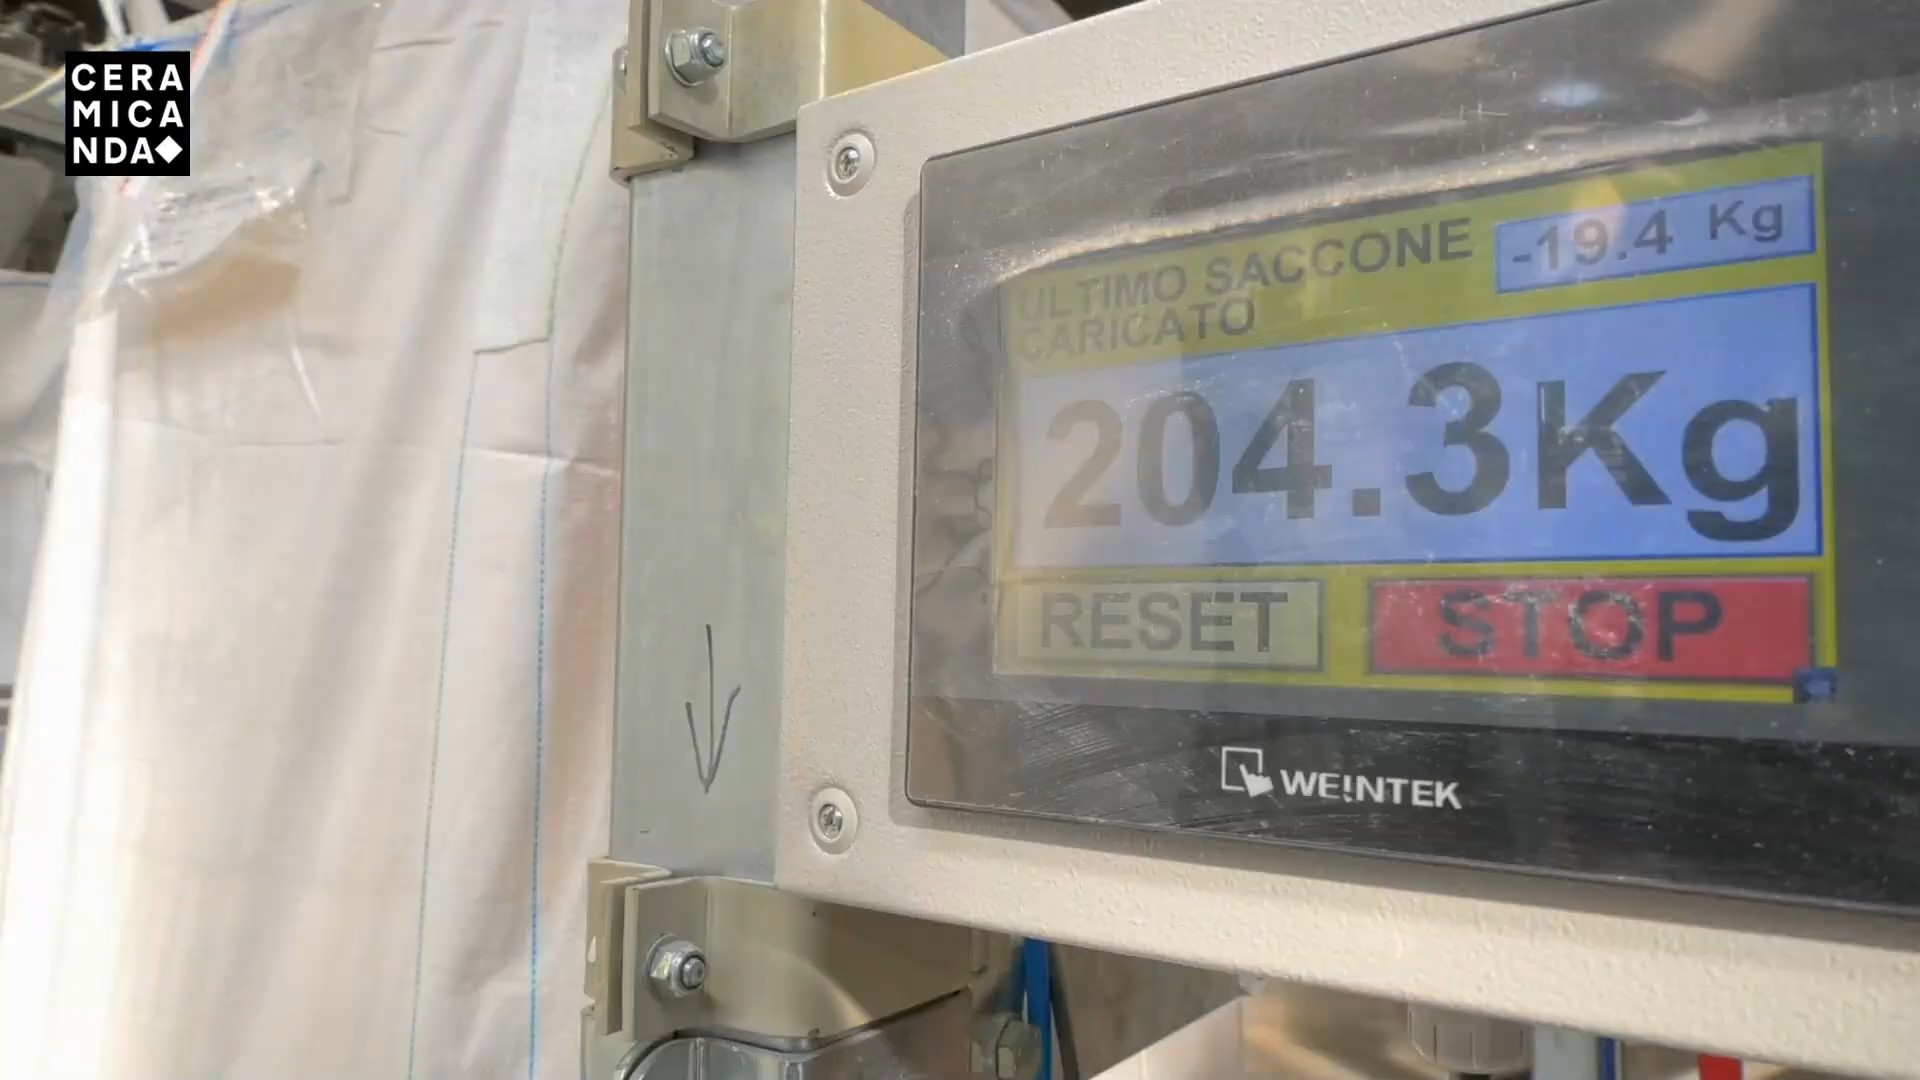 CERA
MICA
NDA
ULTIMO SACCONE
CARICATO
-19.4 Kg
204.3Kg
RESET
STOP
WEINTEK